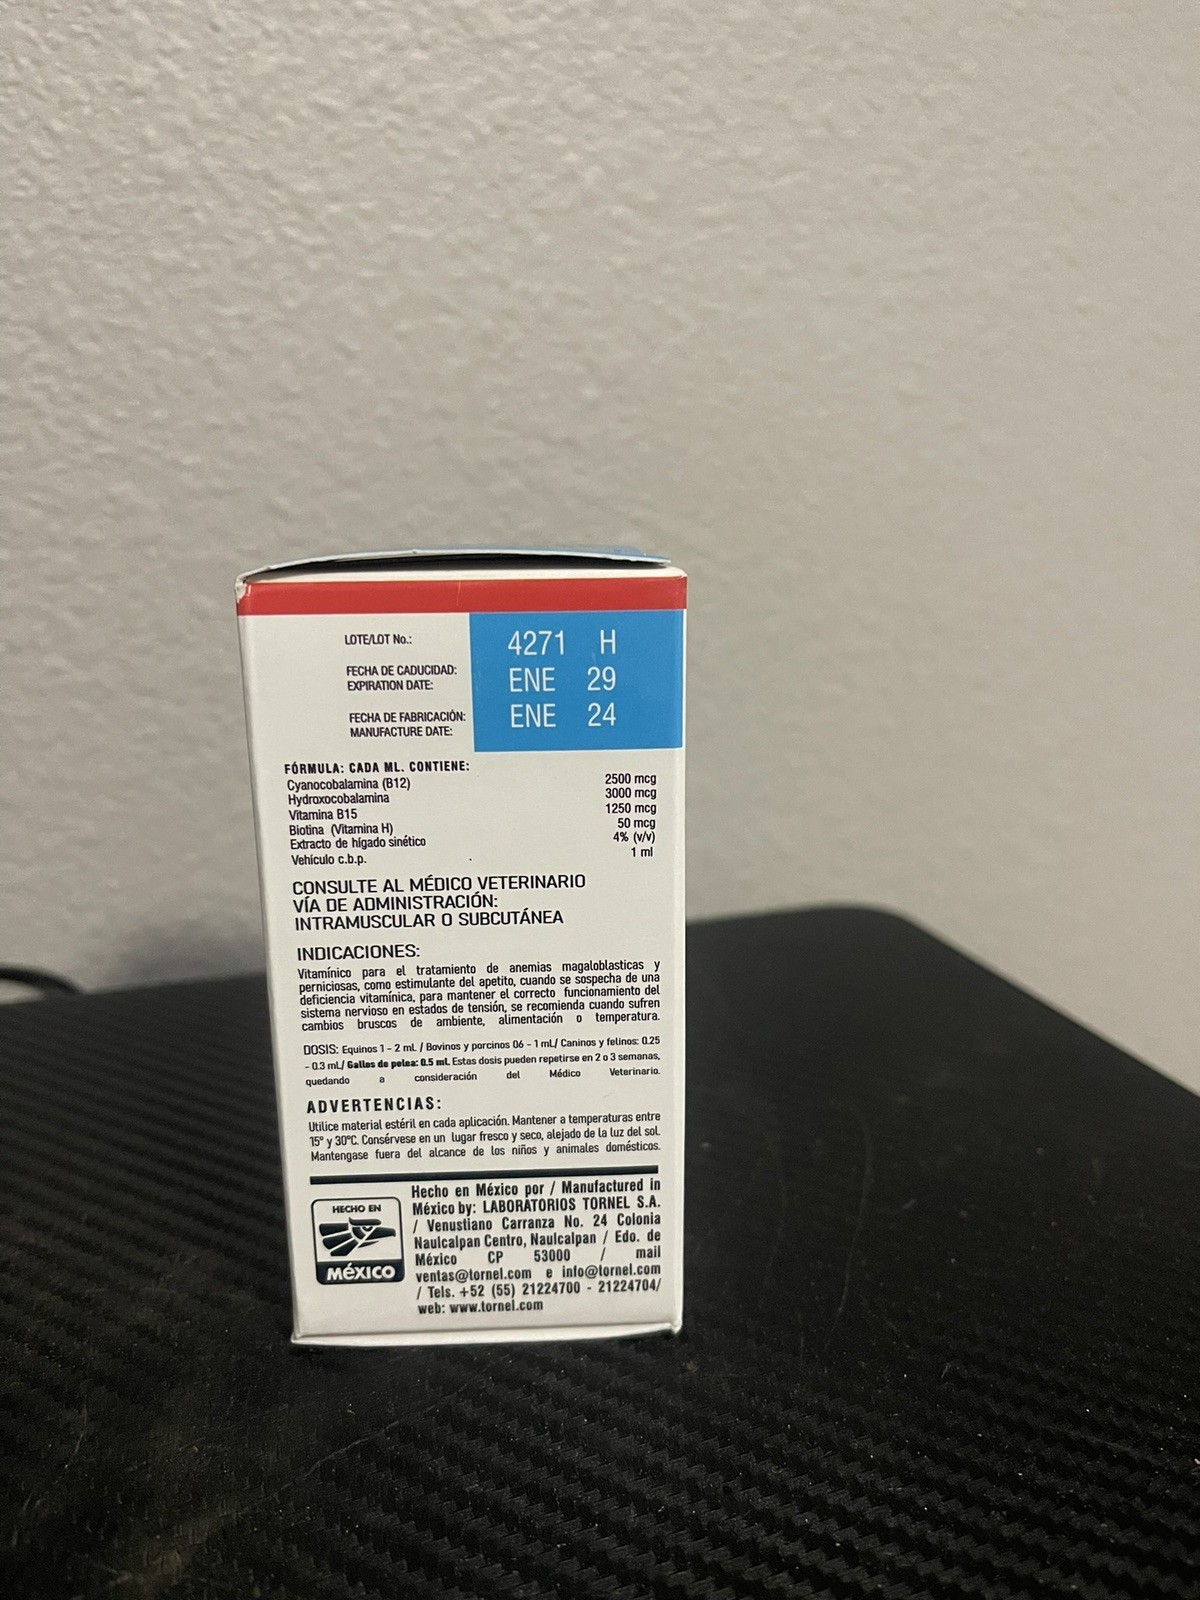 LOTE/LOT No.: 4271 H
FECHA DE CADUCIDAD: ENE 29
EXPIRATION DATE:
FECHA DE FABRICACIÓN: ENE 24
MANUFACTURE DATE:
FÓRMULA: CADA ML. CONTIENE:
Cyanocobalamina (B12) 2500 mcg
Hydroxocobalamina 3000 mcg
Vitamina B15 1250 mcg
Biotina (Vitamina H) 50 mcg
Extracto de hígado sinético 4% (v/v)
Vehículo c.b.p. 1 ml
CONSULTE AL MÉDICO VETERINARIO
VÍA DE ADMINISTRACIÓN:
INTRAMUSCULAR O SUBCUTÁNEA
INDICACIONES:
Vitamínico para el tratamiento de anemias magaloblasticas y
perniciosas, como estimulante del apetito, cuando se sospecha de una
deficiencia vitamínica, para mantener el correcto funcionamiento del
sistema nervioso en estados de tensión, se recomienda cuando sufren
cambios bruscos de ambiente, alimentación o temperatura.
DOSIS: Equinos 1 - 2 mL / Bovinos y porcinos 06 - 1 mL/ Caninos y felinos: 0.25
- 0.3 mL/ Gallos de pelea: 0.5 mL Estas dosis pueden repetirse en 2 o 3 semanas,
quedando a consideración del Médico Veterinario.
ADVERTENCIAS:
Utilice material estéril en cada aplicación. Mantener a temperaturas entre
15° y 30°C. Consérvese en un lugar fresco y seco, alejado de la luz del sol.
Mantengase fuera del alcance de los niños y animales domésticos.
HECHO EN
MéXICO
Hecho en México por / Manufactured in
México by: LABORATORIOS TORNEL S.A.
/ Venustiano Carranza No. 24 Colonia
Naulcalpan Centro, Naulcalpan / Edo. de
México CP 53000 / mail
ventas@tornel.com e info@tornel.com
/ Tels. +52 (55) 21224700 - 21224704/
web: www.tornel.com